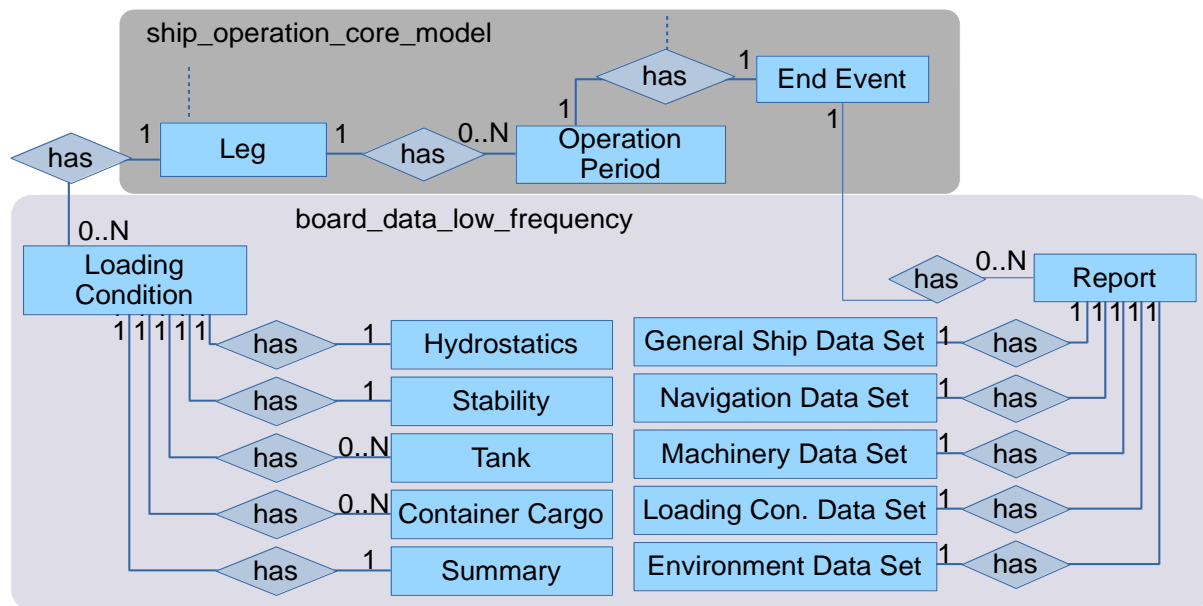 ship_operation_core_model
has
1
End Event
1
1
1
Leg
1
has
0..N
Operation
Period
has
board_data_low_frequency
0..N
Loading
Condition
has
0..N
Report
1 1 1 1 1
1 1 1 1 1
has
1
Hydrostatics
General Ship Data Set
1
has
has
1
Stability
Navigation Data Set
1
has
has
0..N
Tank
Machinery Data Set
1
has
has
0..N
Container Cargo
Loading Con. Data Set
1
has
has
1
Summary
Environment Data Set
1
has